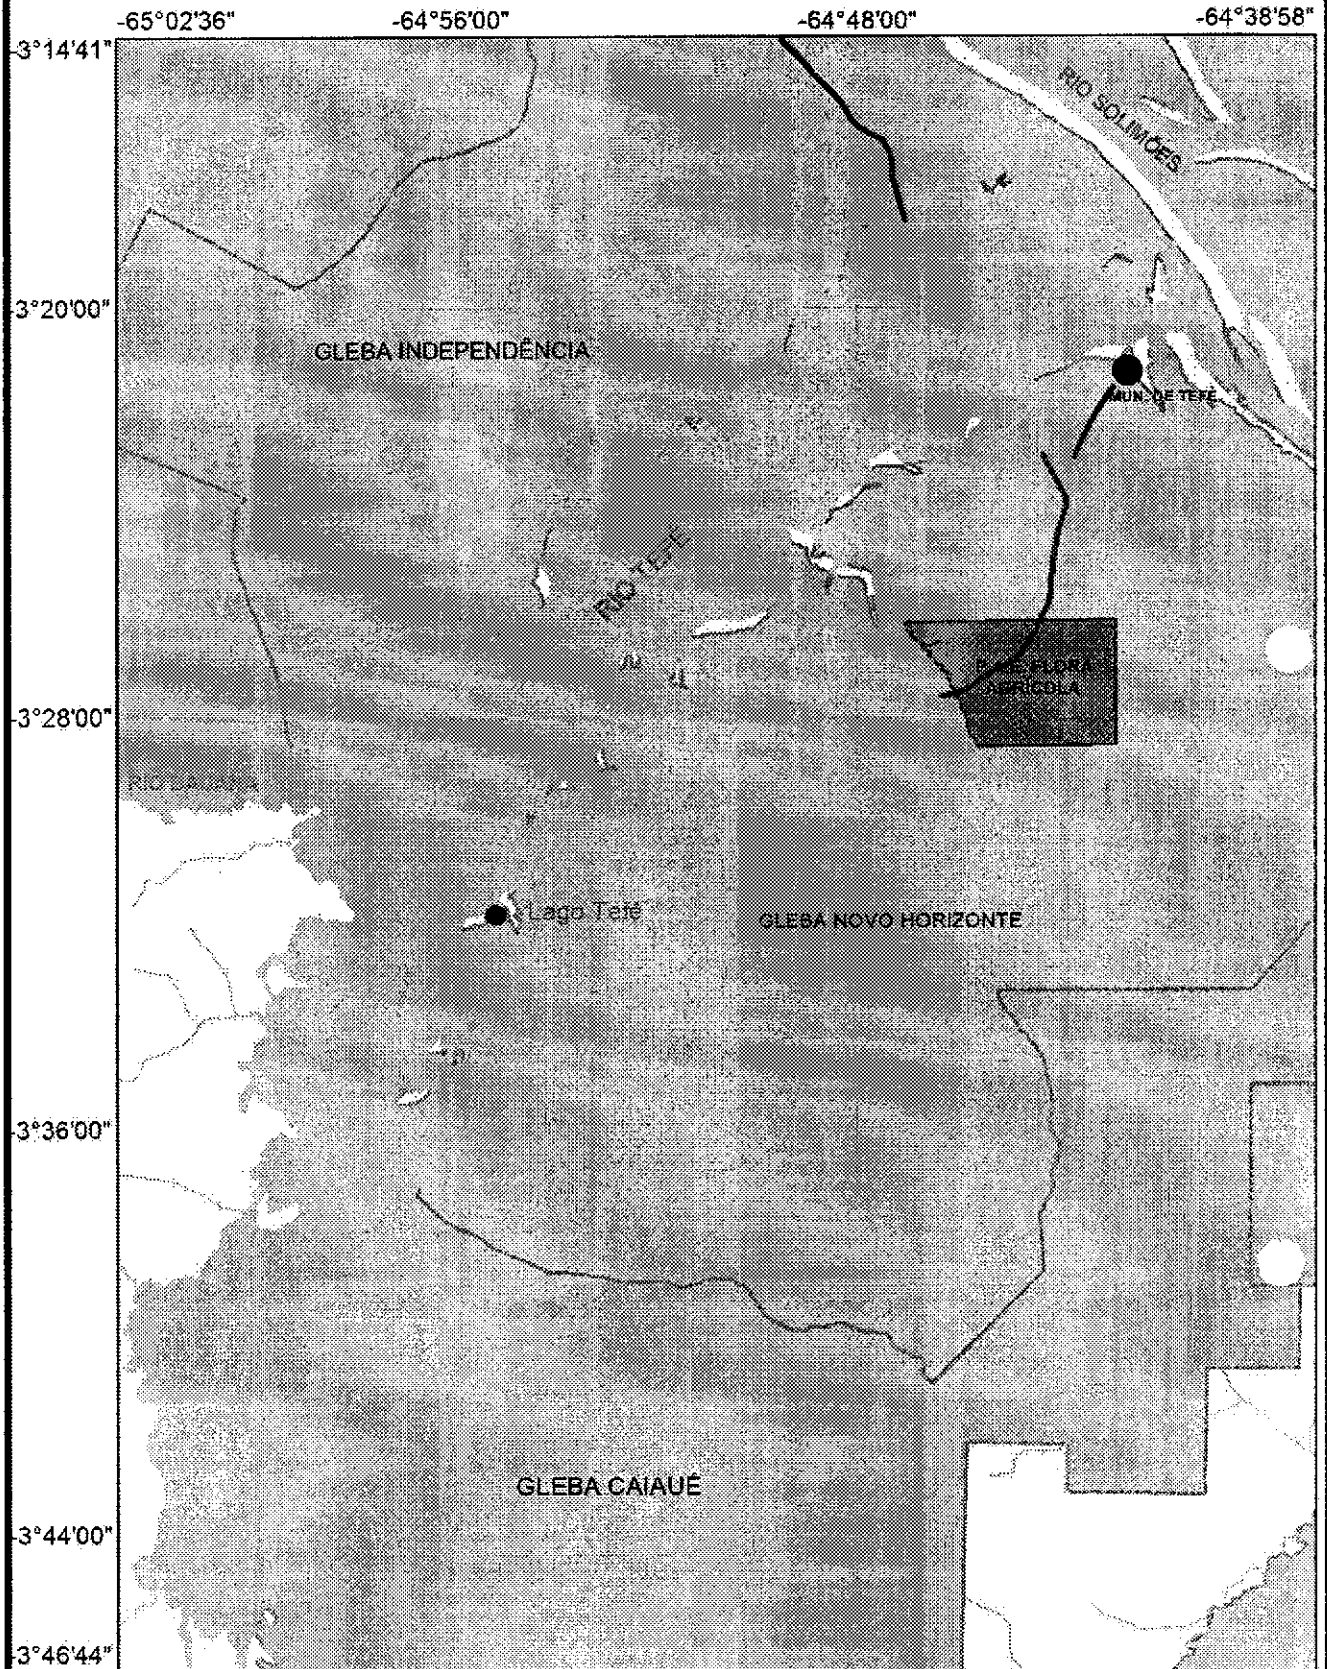 -65°02'36" -64°56'00" -64°48'00" -64°38'58"
-3°14'41"
RIO SOLIMÕES
-3°20'00"
GLEBA INDEPENDÊNCIA
MUN. DE TEFÉ
RIO TEFÉ
FLORA
AGRÍCOLA
-3°28'00"
RIO
Lago Tefé
GLEBA NOVO HORIZONTE
-3°36'00"
GLEBA CAIAUÉ
-3°44'00"
-3°46'44"